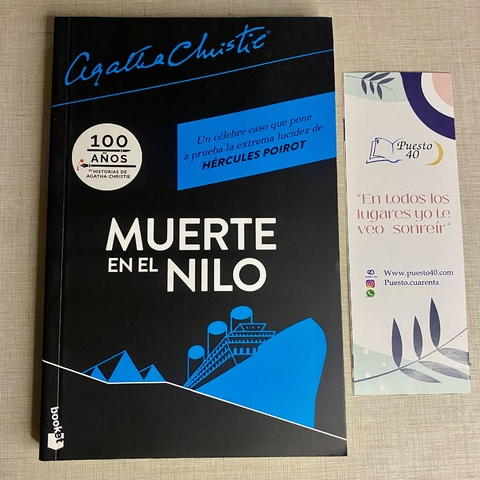 Agatha Christie
Un célebre caso que pone
a prueba la extrema lucidez de
HÉRCULES POIROT
100
AÑOS
DE HISTORIAS DE
AGATHA CHRISTIE
MUERTE
EN EL NILO
booket
Puesto
40
"En todos los
lugares yo te
veo sonreír"
Www.puesto40.com
Puesto.cuarenta